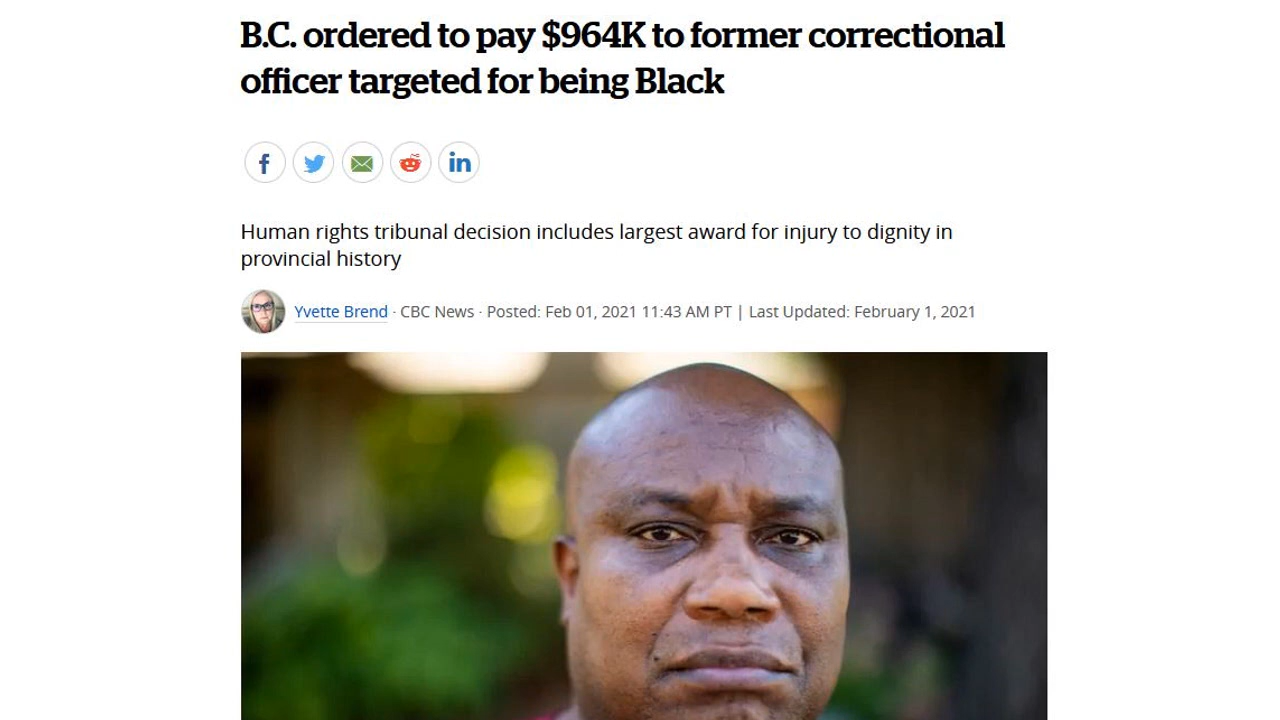 B.C. ordered to pay $964K to former correctional
officer targeted for being Black
f
in
Human rights tribunal decision includes largest award for injury to dignity in
provincial history
Yvette Brend · CBC News · Posted: Feb 01, 2021 11:43 AM PT | Last Updated: February 1, 2021